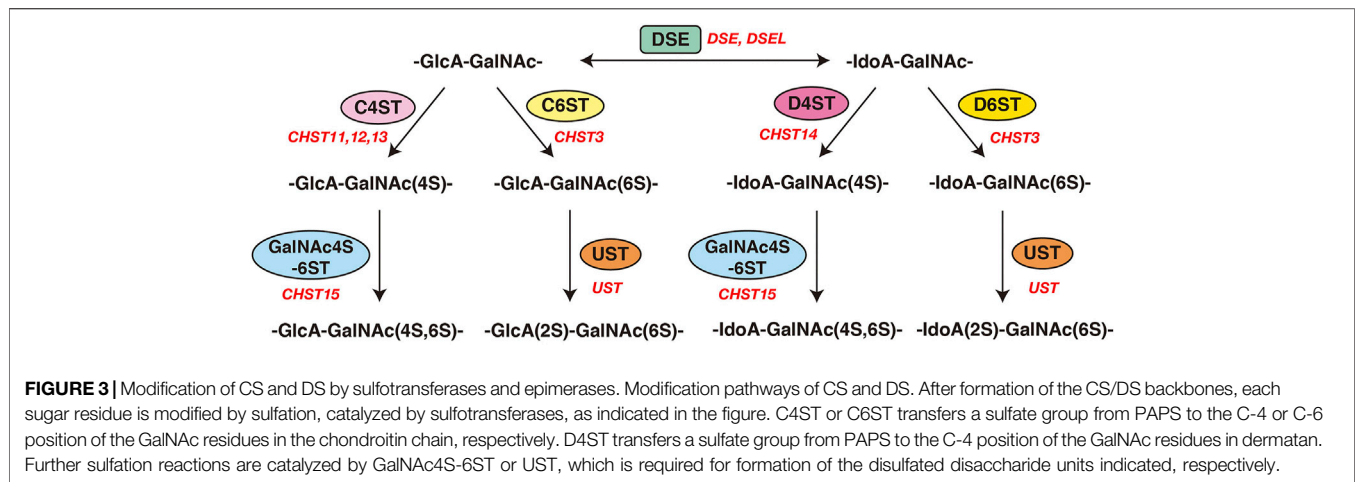 DSE DSE, DSEL
-GlcA-GalNAc- -IdoA-GalNAc-
C4ST C6ST D4ST D6ST
CHST11,12,13 CHST3 CHST14 CHST3
-GlcA-GalNAc(4S)- -GlcA-GalNAc(6S)- -IdoA-GalNAc(4S)- -IdoA-GalNAc(6S)-
GalNAc4S
-6ST
UST
GalNAc4S
-6ST
UST
CHST15 UST CHST15 UST
-GlcA-GalNAc(4S,6S)- -GlcA(2S)-GalNAc(6S)- -IdoA-GalNAc(4S,6S)- -IdoA(2S)-GalNAc(6S)-
FIGURE 3 | Modification of CS and DS by sulfotransferases and epimerases. Modification pathways of CS and DS. After formation of the CS/DS backbones, each
sugar residue is modified by sulfation, catalyzed by sulfotransferases, as indicated in the figure. C4ST or C6ST transfers a sulfate group from PAPS to the C-4 or C-6
position of the GalNAc residues in the chondroitin chain, respectively. D4ST transfers a sulfate group from PAPS to the C-4 position of the GalNAc residues in dermatan.
Further sulfation reactions are catalyzed by GalNAc4S-6ST or UST, which is required for formation of the disulfated disaccharide units indicated, respectively.